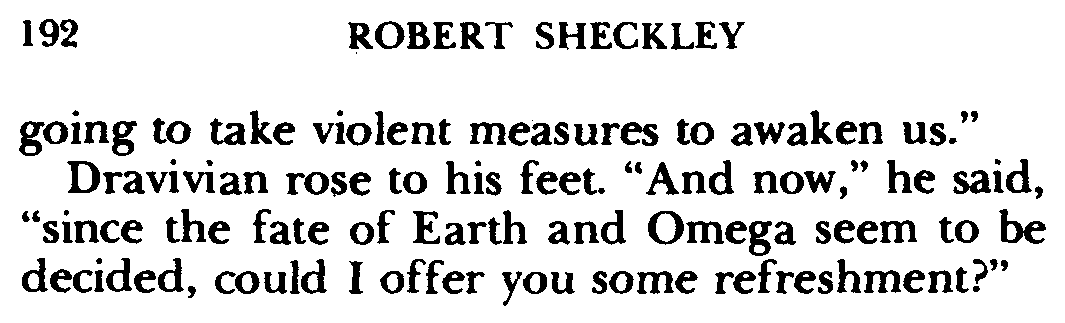 192 ROBERT SHECKLEY
going to take violent measures to awaken us.”
Dravivian rose to his feet. “And now,” he said,
“since the fate of Earth and Omega seem to be
decided, could I offer you some refreshment?”